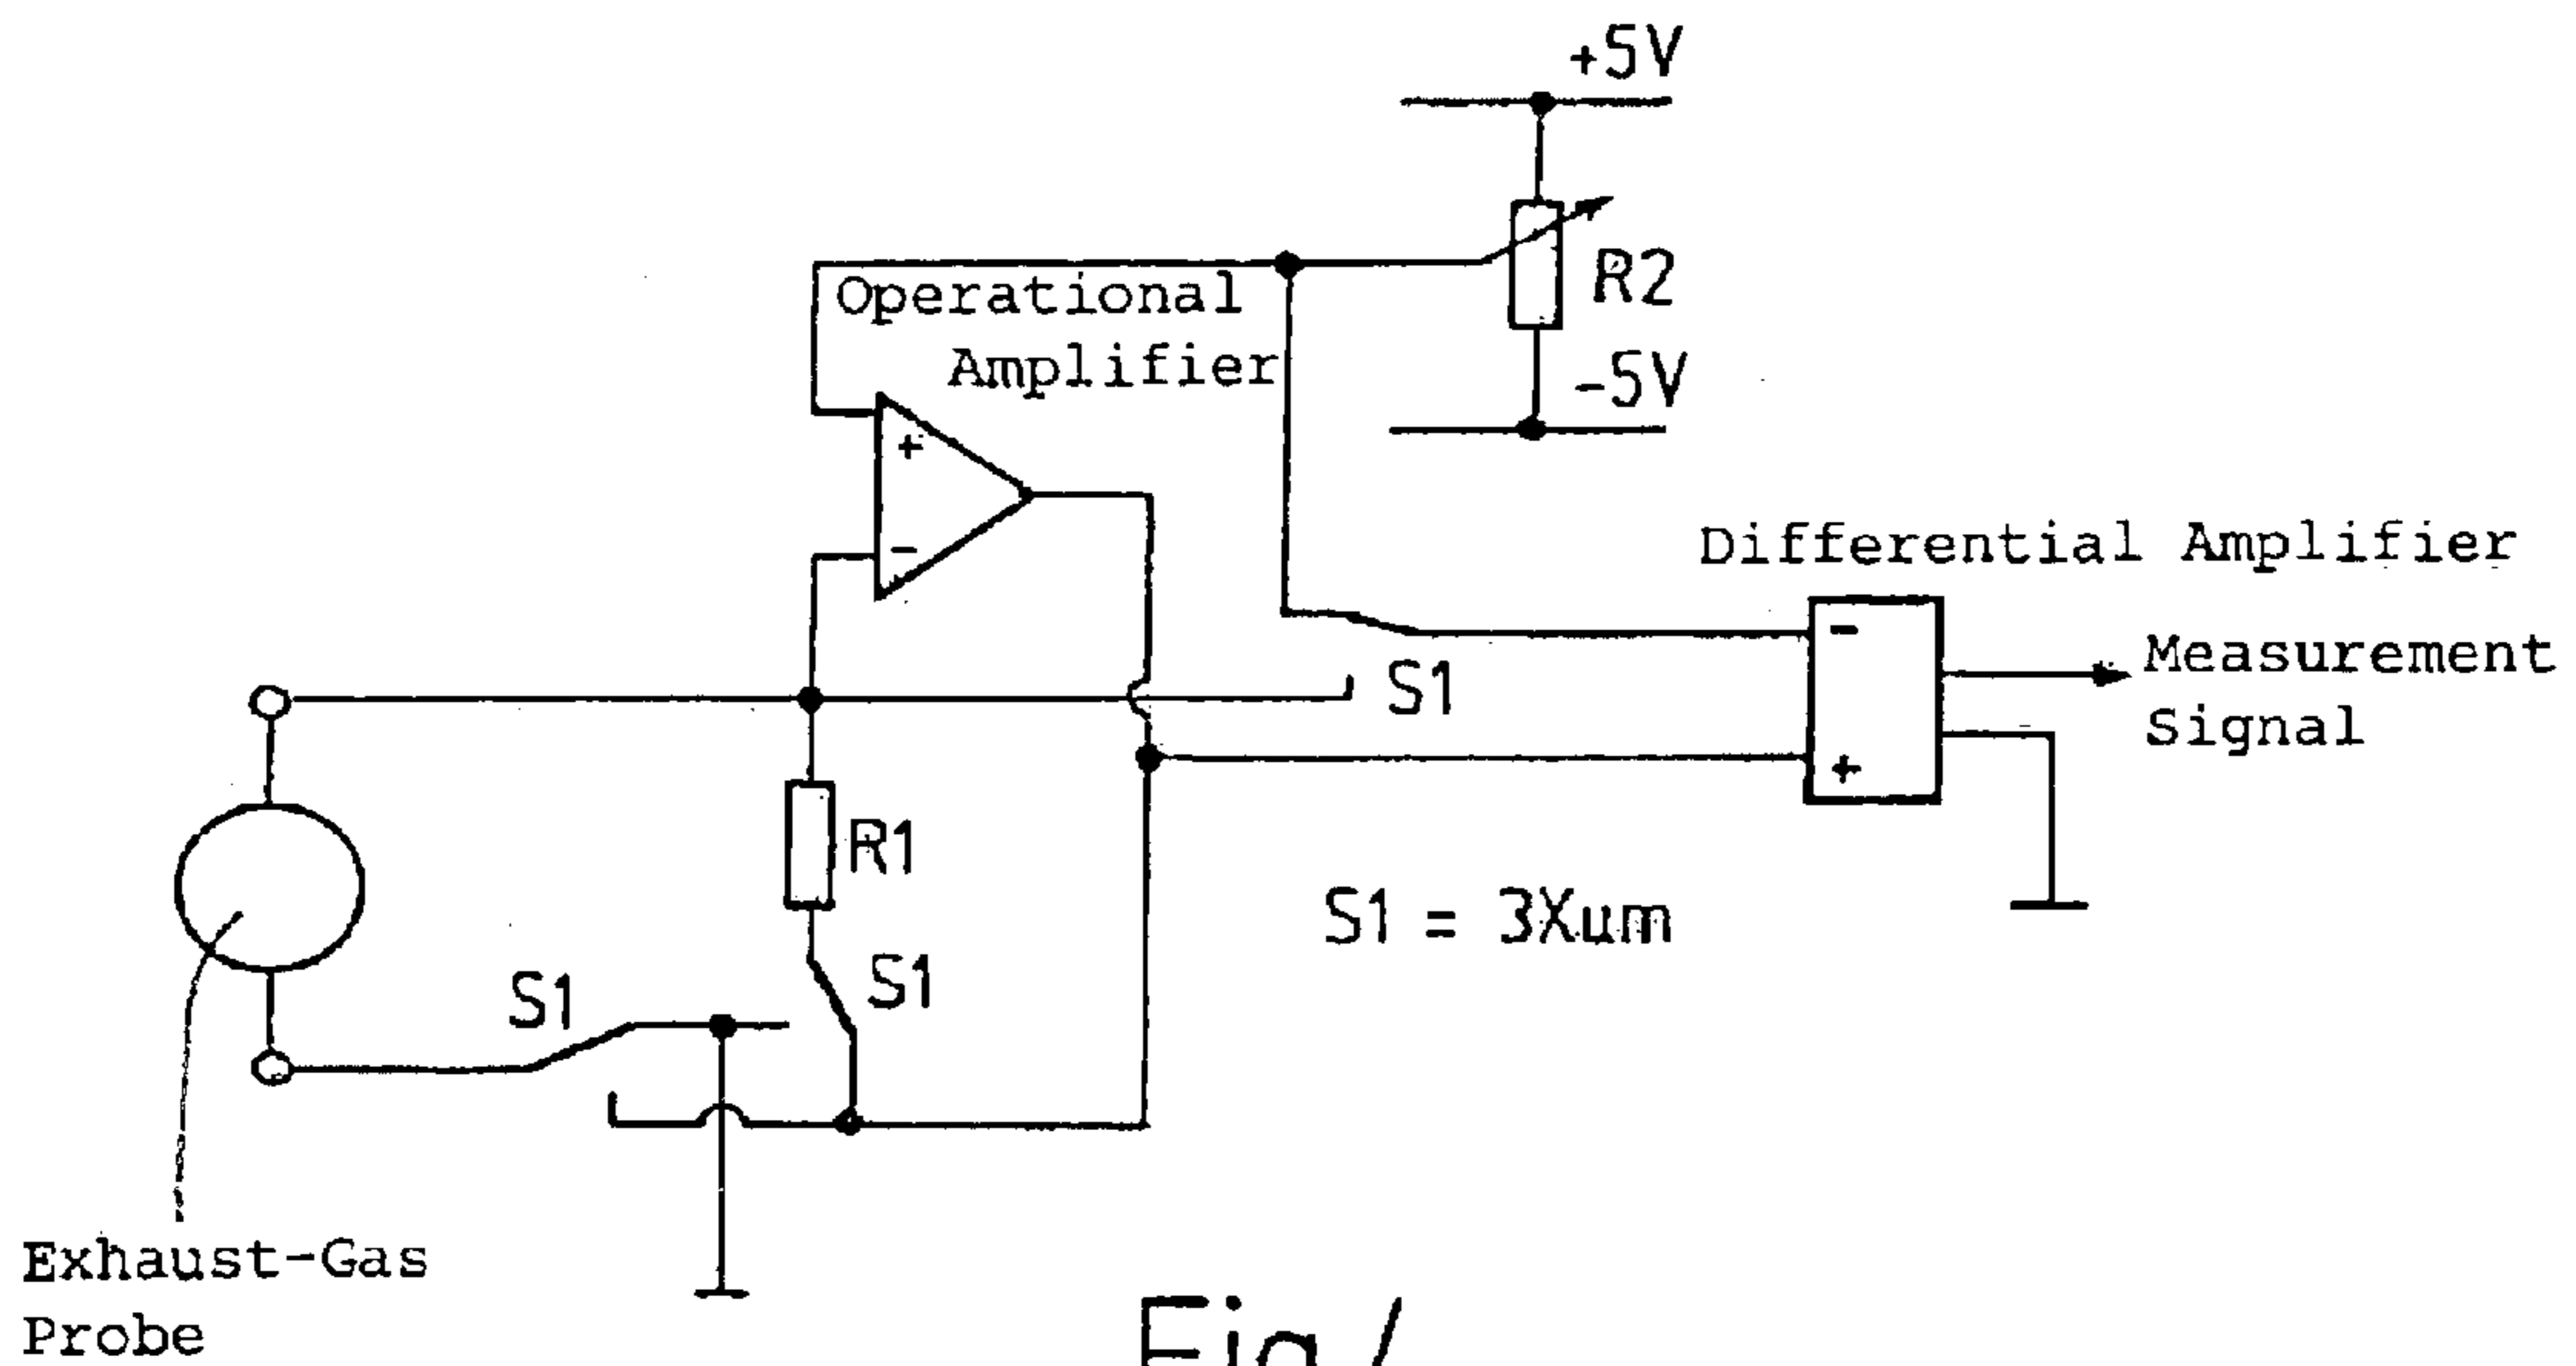 +5V
R2
-5V
Operational
Amplifier
+
-
Differential Amplifier
-
+
Measurement
Signal
S1
R1
S1
S1
S1 = 3Xum
Exhaust-Gas
Probe